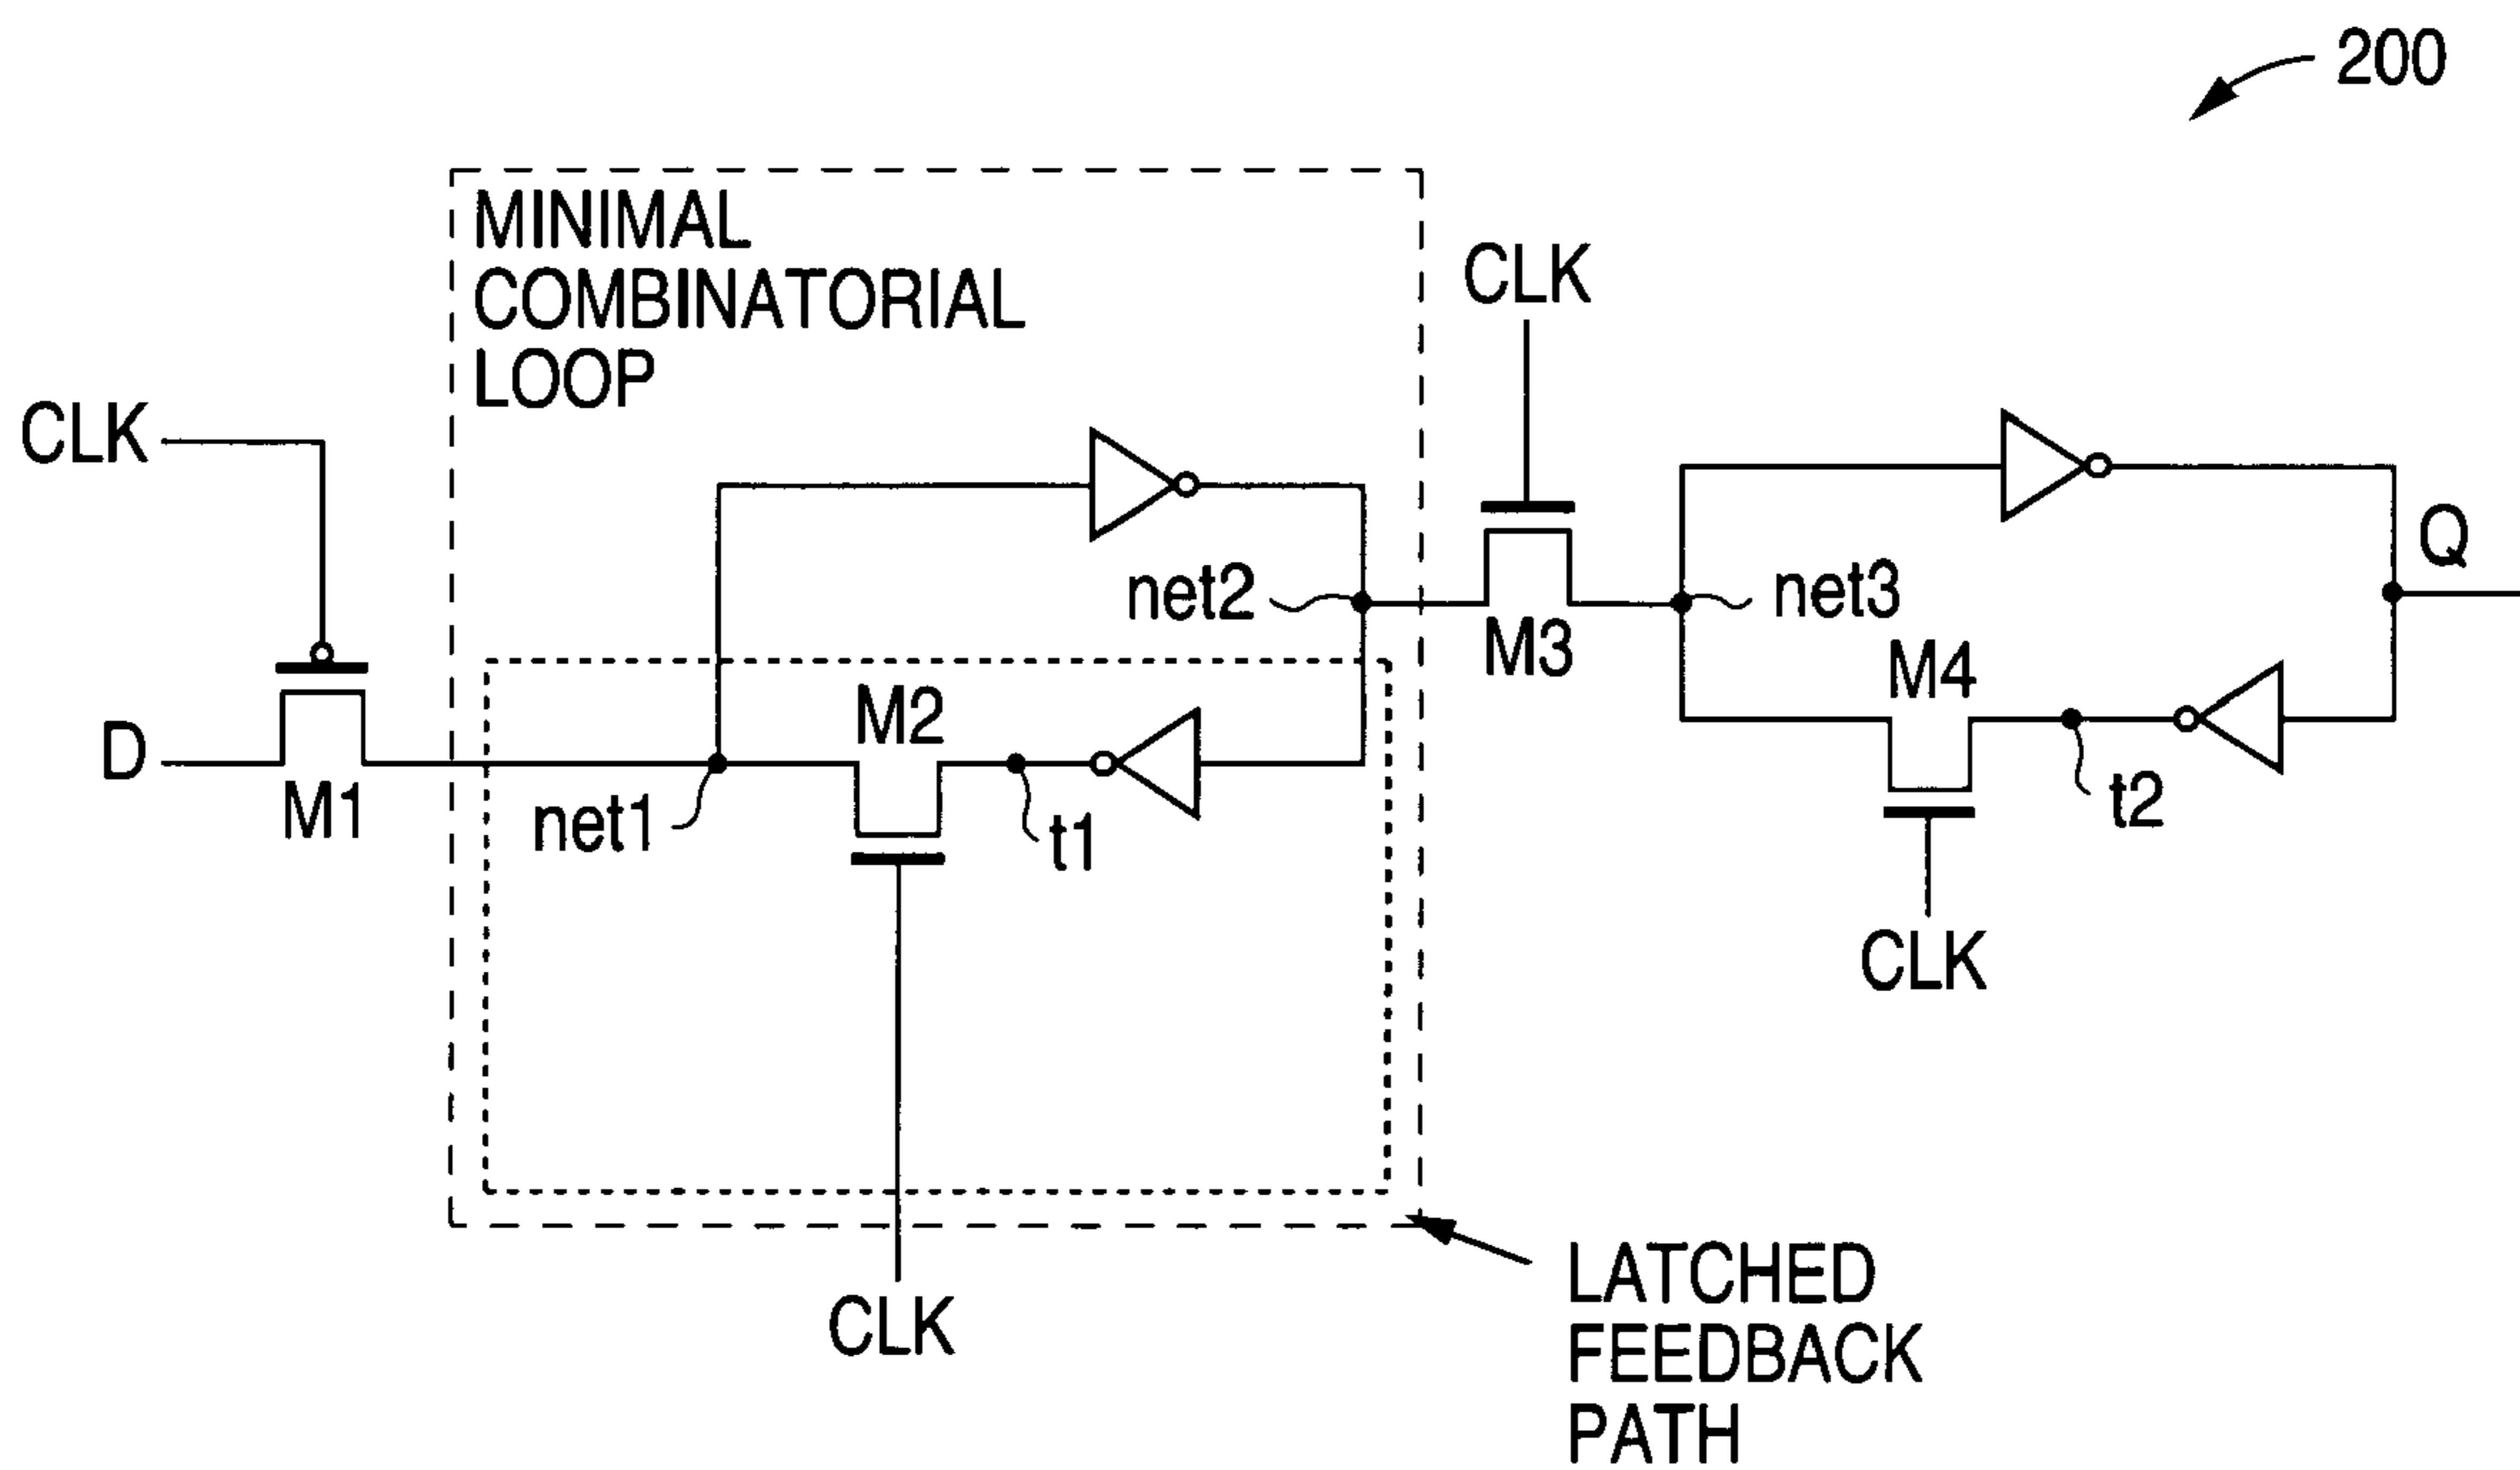 200
MINIMAL
COMBINATORIAL
LOOP
CLK
CLK
Q
net2
net3
M3
M4
M2
D
M1
net1
t1
t2
CLK
CLK
LATCHED
FEEDBACK
PATH